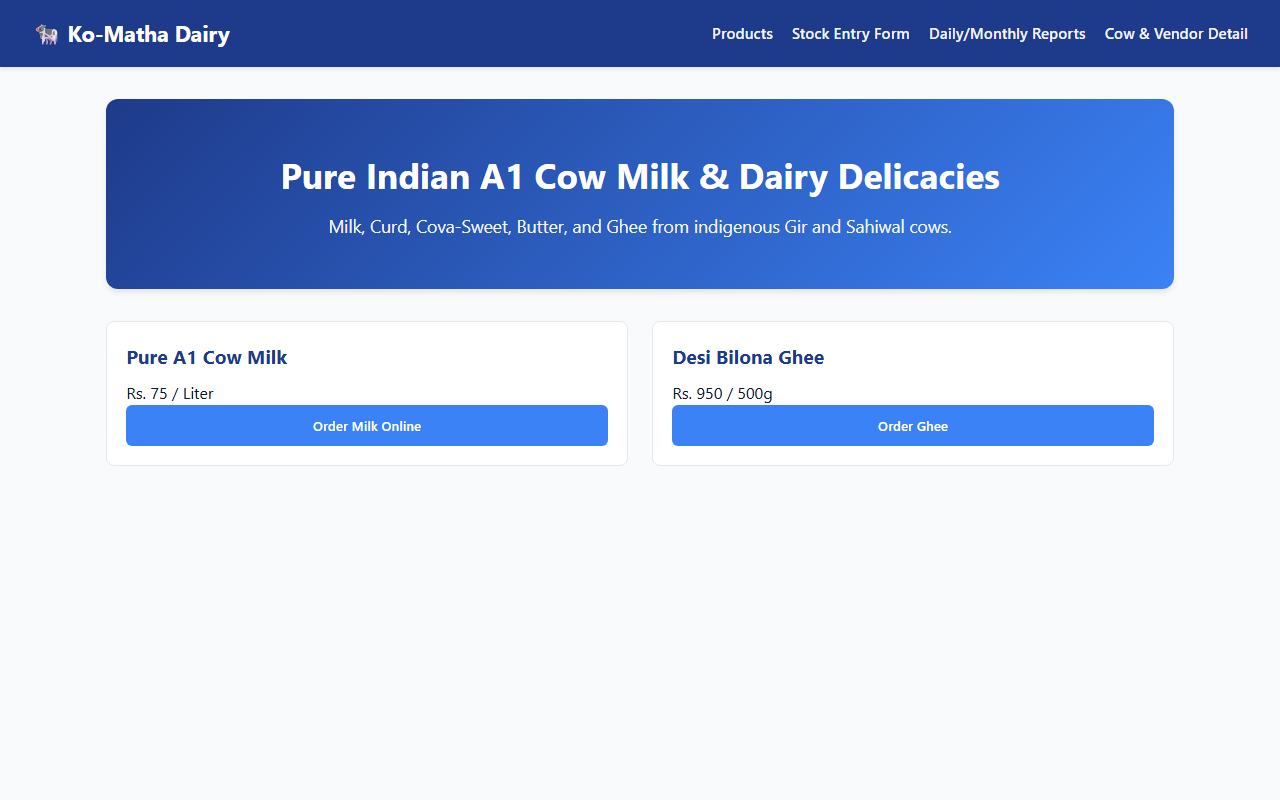 Ko-Matha Dairy
Products Stock Entry Form Daily/Monthly Reports Cow & Vendor Detail
Pure Indian A1 Cow Milk & Dairy Delicacies
Milk, Curd, Cova-Sweet, Butter, and Ghee from indigenous Gir and Sahiwal cows.
Pure A1 Cow Milk
Rs. 75 / Liter
Order Milk Online
Desi Bilona Ghee
Rs. 950 / 500g
Order Ghee